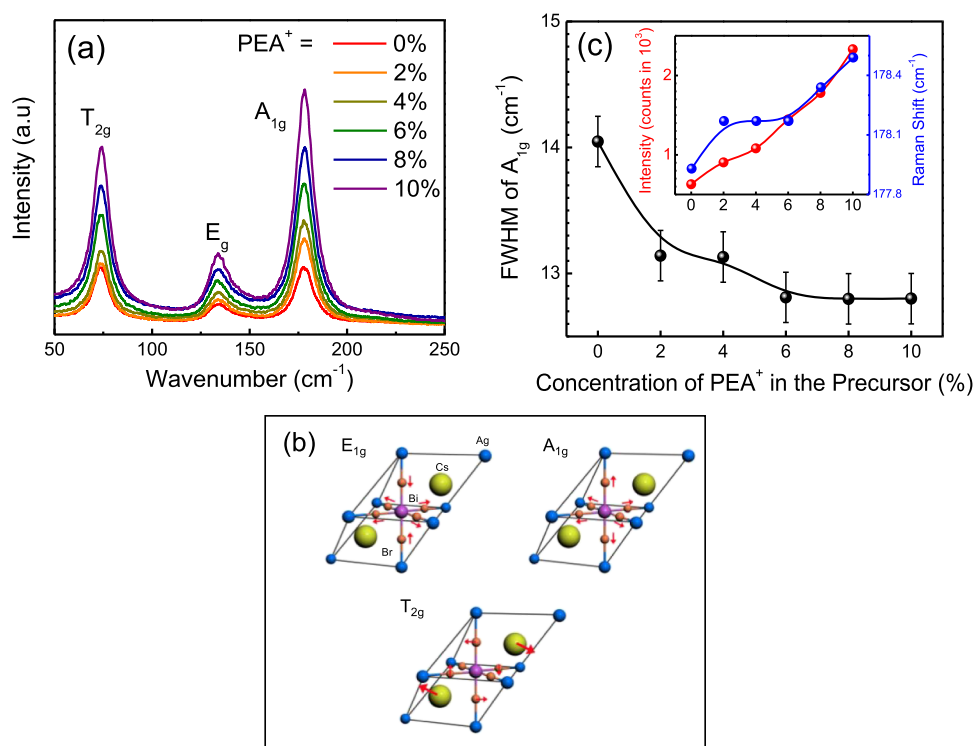 (a)
PEA⁺ =
0%
2%
4%
6%
8%
10%
T₂g
E_g
A₁g
Intensity (a.u)
50 100 150 200 250
Wavenumber (cm⁻¹)
(c)
FWHM of A₁g (cm⁻¹)
14
13
0 2 4 6 8 10
Concentration of PEA⁺ in the Precursor (%)
Intensity (counts in 10³)
2
1
0 2 4 6 8 10
178.4
178.1
177.8
Raman Shift (cm⁻¹)
(b)
E₁g
Ag
Cs
Bi
Br
A₁g
T₂g